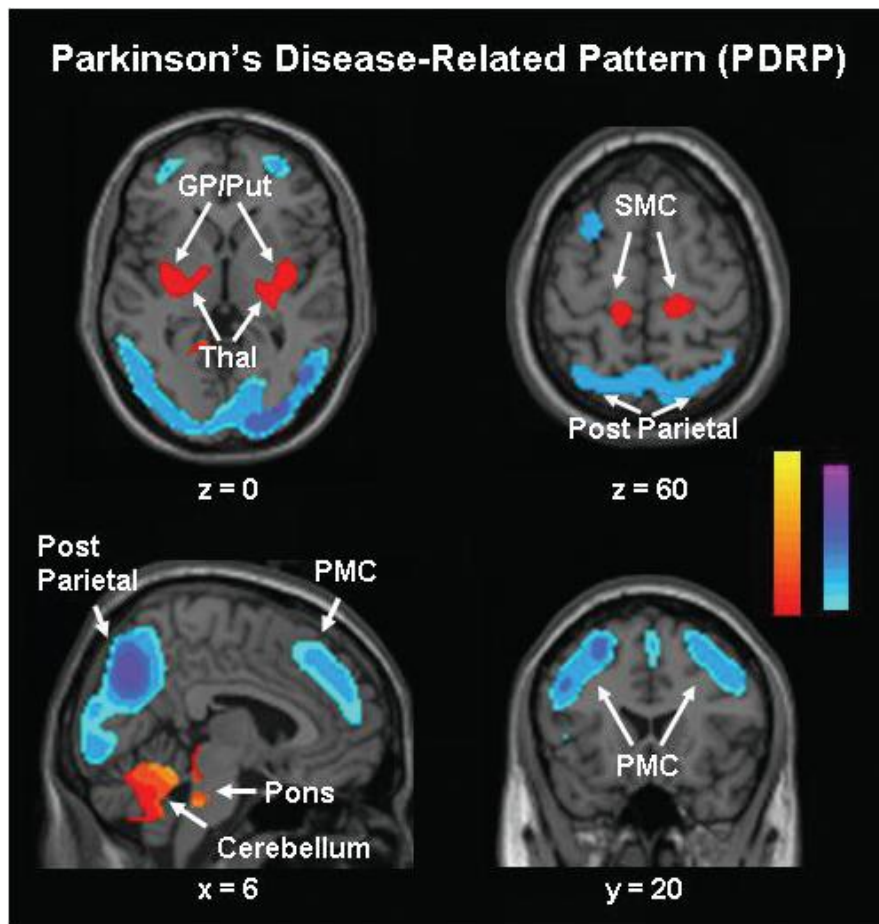 Parkinson's Disease-Related Pattern (PDRP)
GP/Put
Thal
z = 0
SMC
Post Parietal
z = 60
Post
Parietal
PMC
Pons
Cerebellum
x = 6
PMC
y = 20